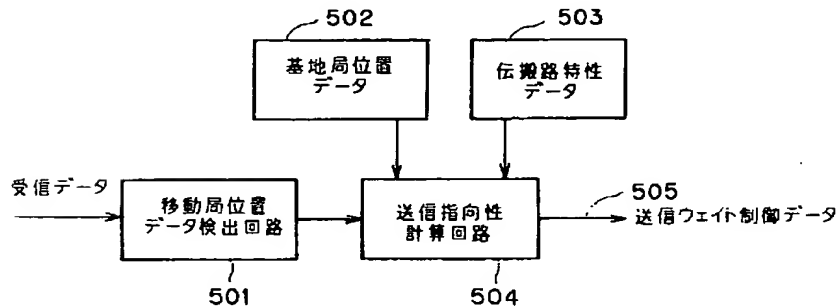 502
503
基地局位置
データ
伝搬路特性
データ
受信データ
移動局位置
データ検出回路
送信指向性
計算回路
505
送信ウェイト制御データ
501
504